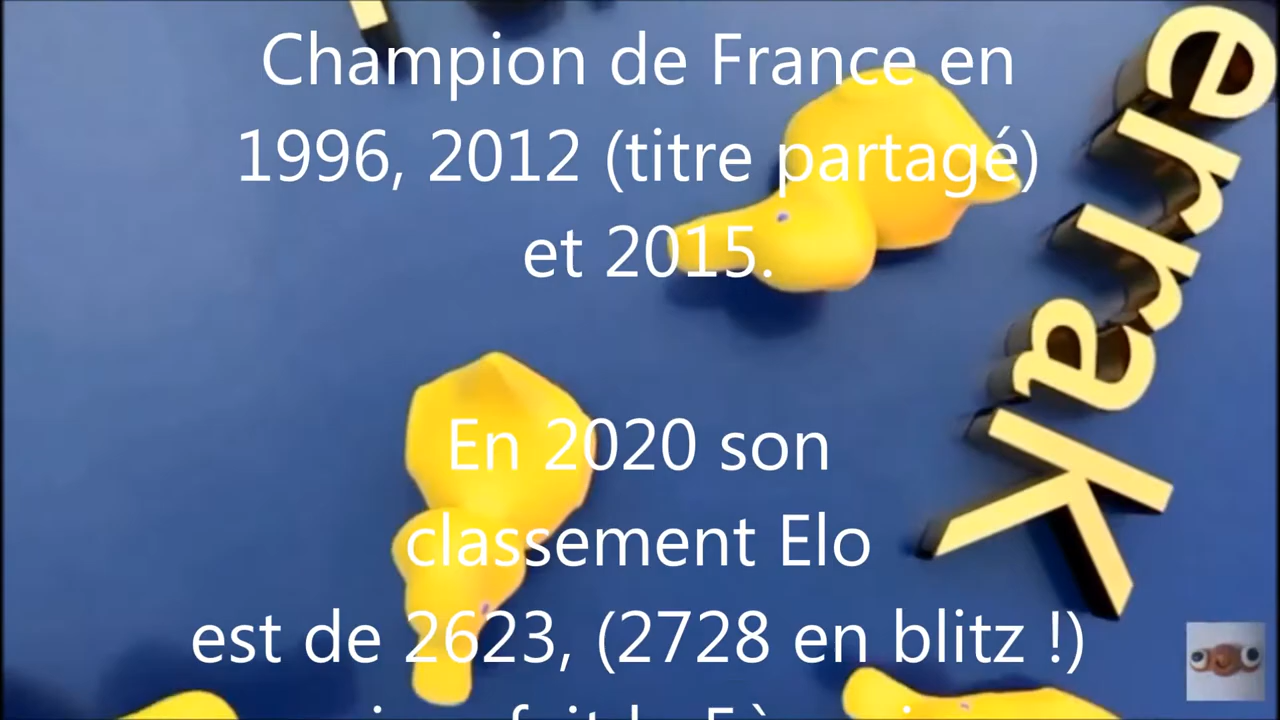 Champion de France en
1996, 2012 (titre partagé)
et 2015.
En 2020 son
classement Elo
est de 2623, (2728 en blitz !)
erraK